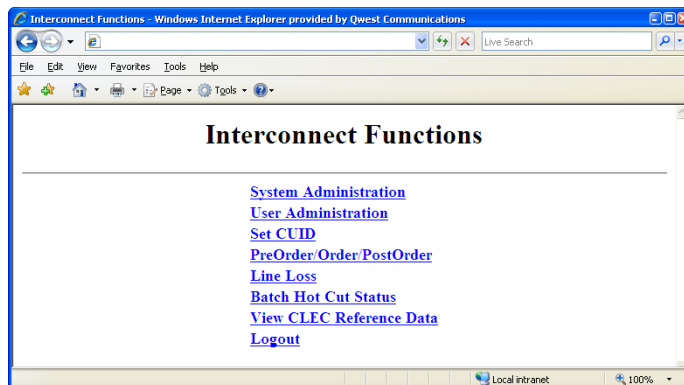 Interconnect Functions - Windows Internet Explorer provided by Qwest Communications
Live Search
File Edit View Favorites Tools Help
Page Tools
Interconnect Functions
System Administration
User Administration
Set CUID
PreOrder/Order/PostOrder
Line Loss
Batch Hot Cut Status
View CLEC Reference Data
Logout
Local intranet 100%